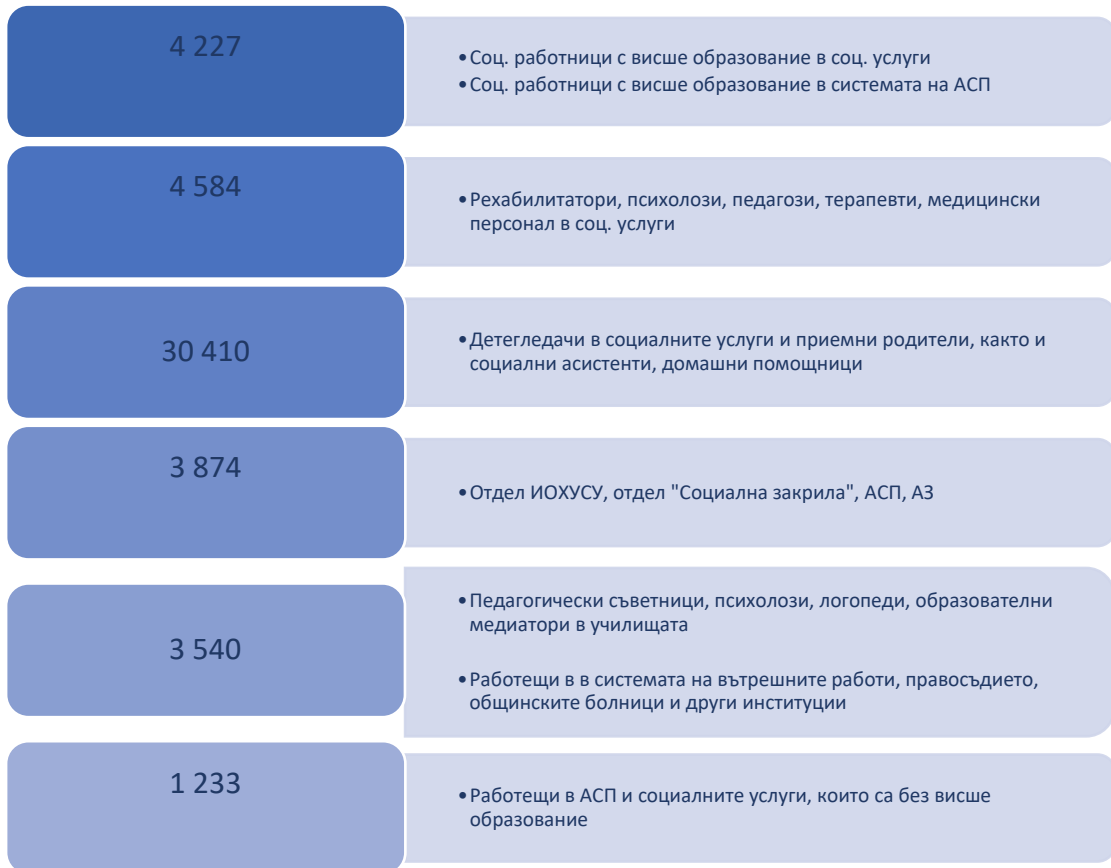 4 227
•Соц. работници с висше образование в соц. услуги
•Соц. работници с висше образование в системата на АСП
4 584
•Рехабилитатори, психолози, педагози, терапевти, медицински
персонал в соц. услуги
30 410
•Детегледачи в социалните услуги и приемни родители, както и
социални асистенти, домашни помощници
3 874
•Отдел ИОХУСУ, отдел "Социална закрила", АСП, АЗ
3 540
•Педагогически съветници, психолози, логопеди, образователни
медиатори в училищата
•Работещи в в системата на вътрешните работи, правосъдието,
общинските болници и други институции
1 233
•Работещи в АСП и социалните услуги, които са без висше
образование